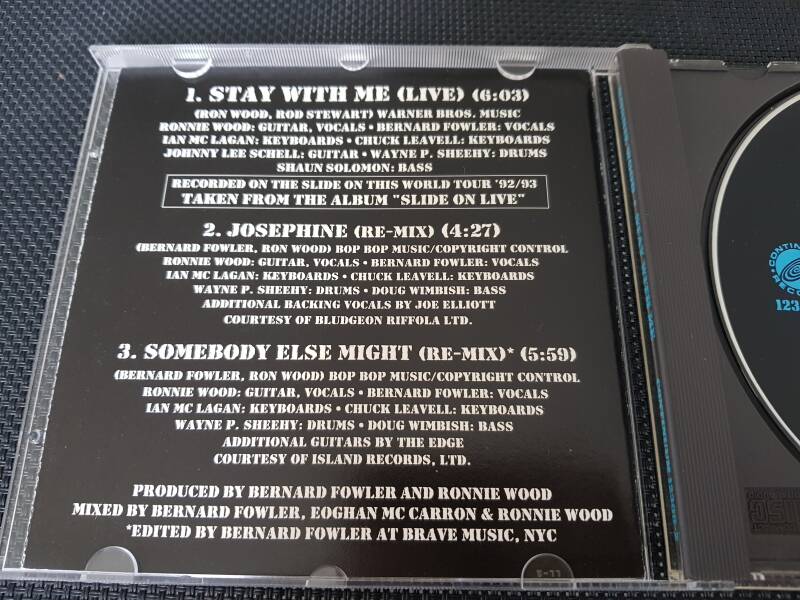 1. STAY WITH ME (LIVE) (6:03)
(RON WOOD, ROD STEWART) WARNER BROS. MUSIC
RONNIE WOOD: GUITAR, VOCALS • BERNARD FOWLER: VOCALS
IAN MC LAGAN: KEYBOARDS • CHUCK LEAVELL: KEYBOARDS
JOHNNY LEE SCHELL: GUITAR • WAYNE P. SHEEHY: DRUMS
SHAUN SOLOMON: BASS
RECORDED ON THE SLIDE ON THIS WORLD TOUR '92/93
TAKEN FROM THE ALBUM "SLIDE ON LIVE"
2. JOSEPHINE (RE-MIX) (4:27)
(BERNARD FOWLER, RON WOOD) BOP BOP MUSIC/COPYRIGHT CONTROL
RONNIE WOOD: GUITAR, VOCALS • BERNARD FOWLER: VOCALS
IAN MC LAGAN: KEYBOARDS • CHUCK LEAVELL: KEYBOARDS
WAYNE P. SHEEHY: DRUMS • DOUG WIMBISH: BASS
ADDITIONAL BACKING VOCALS BY JOE ELLIOTT
COURTESY OF BLUDGEON RIFFOLA LTD.
3. SOMEBODY ELSE MIGHT (RE-MIX)* (5:59)
(BERNARD FOWLER, RON WOOD) BOP BOP MUSIC/COPYRIGHT CONTROL
RONNIE WOOD: GUITAR, VOCALS • BERNARD FOWLER: VOCALS
IAN MC LAGAN: KEYBOARDS • CHUCK LEAVELL: KEYBOARDS
WAYNE P. SHEEHY: DRUMS • DOUG WIMBISH: BASS
ADDITIONAL GUITARS BY THE EDGE
COURTESY OF ISLAND RECORDS, LTD.
PRODUCED BY BERNARD FOWLER AND RONNIE WOOD
MIXED BY BERNARD FOWLER, EOGHAN MC CARRON & RONNIE WOOD
*EDITED BY BERNARD FOWLER AT BRAVE MUSIC, NYC
123